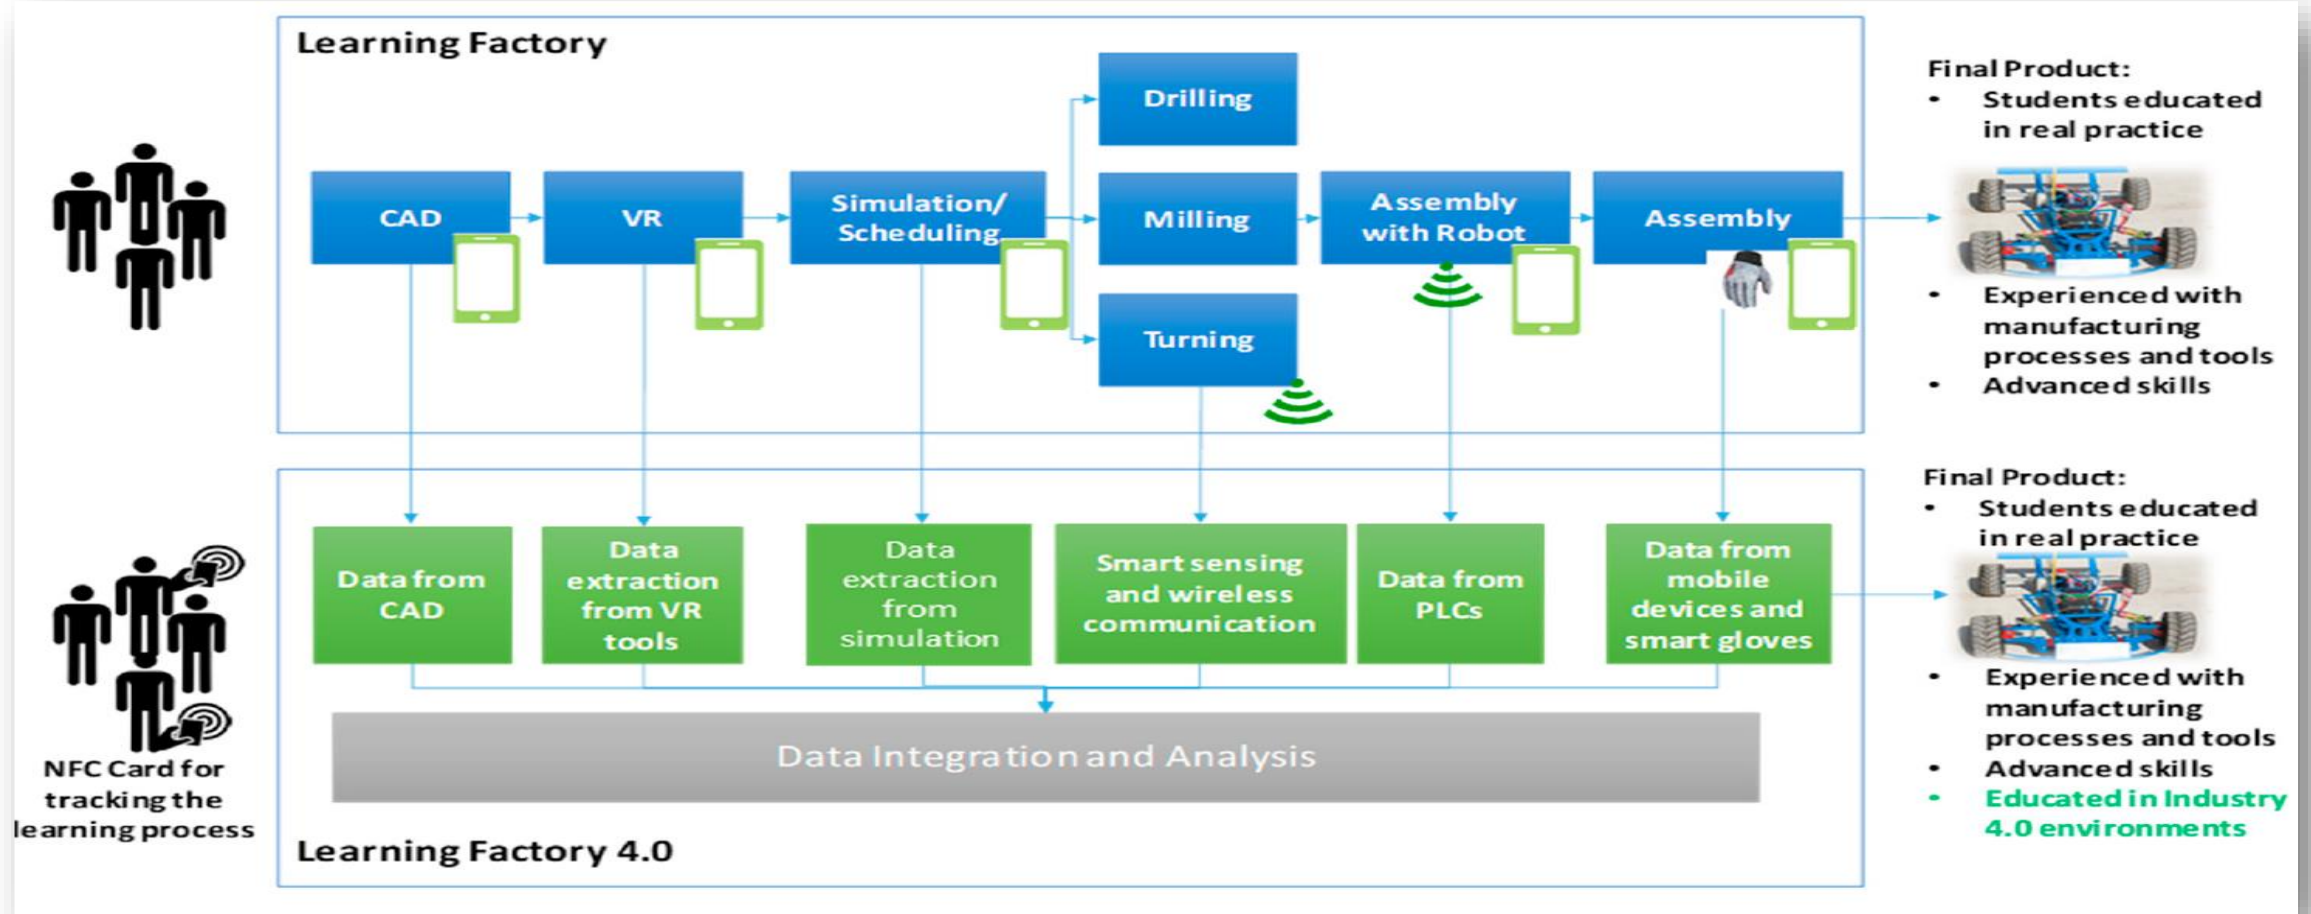 Learning Factory
Drilling
CAD
VR
Simulation/
Scheduling
Milling
Assembly
with Robot
Assembly
Turning
Final Product:
• Students educated
in real practice
• Experienced with
manufacturing
processes and tools
• Advanced skills
Data from
CAD
Data
extraction
from VR
tools
Data
extraction
from
simulation
Smart sensing
and wireless
communication
Data from
PLCs
Data from
mobile
devices and
smart gloves
Data Integration and Analysis
Learning Factory 4.0
NFC Card for
tracking the
learning process
Final Product:
• Students educated
in real practice
• Experienced with
manufacturing
processes and tools
• Advanced skills
• Educated in Industry
4.0 environments